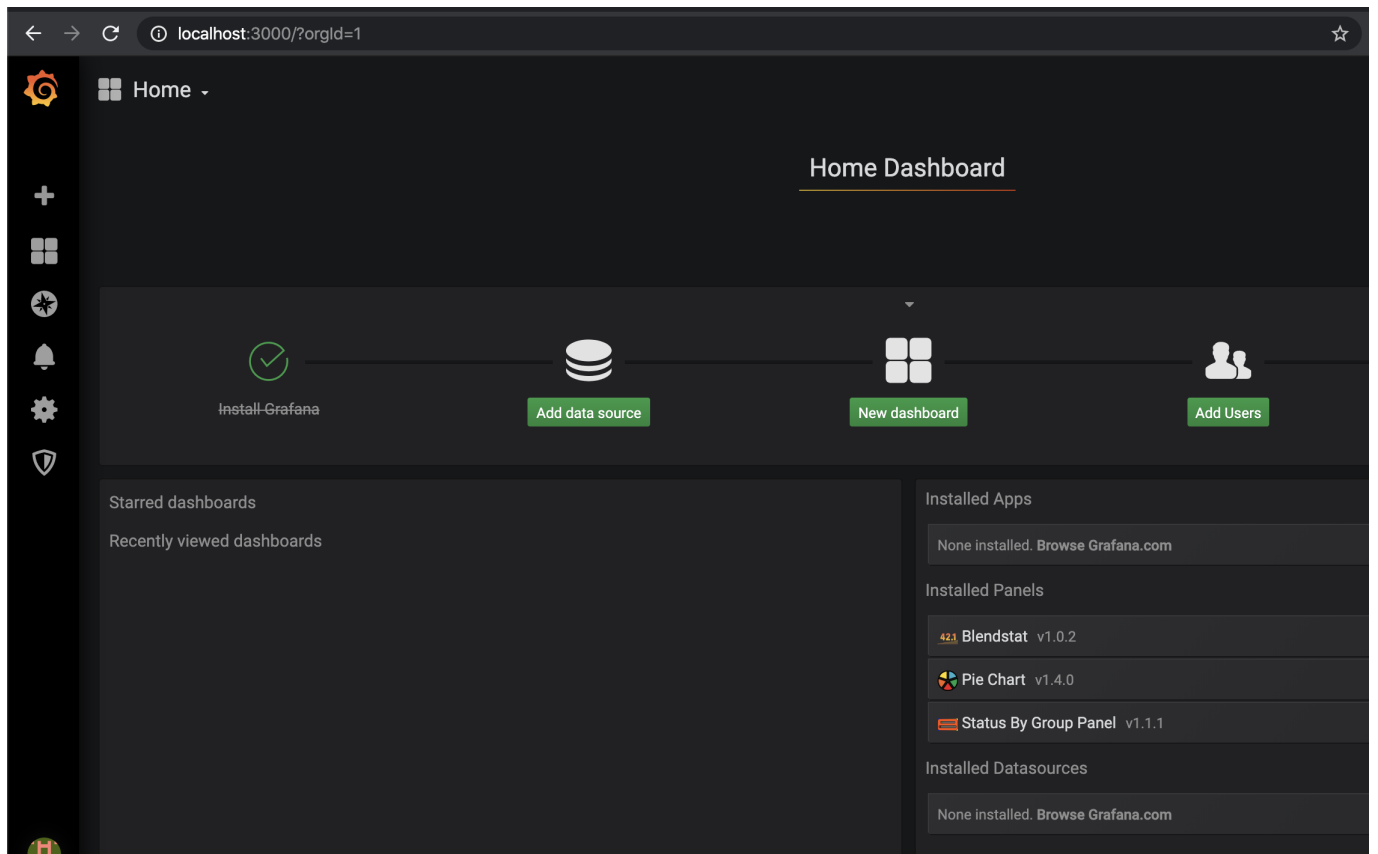 localhost:3000/?orgId=1
Home
Home Dashboard
Install Grafana
Add data source
New dashboard
Add Users
Starred dashboards
Recently viewed dashboards
Installed Apps
None installed. Browse Grafana.com
Installed Panels
42.1 Blendstat v1.0.2
Pie Chart v1.4.0
Status By Group Panel v1.1.1
Installed Datasources
None installed. Browse Grafana.com